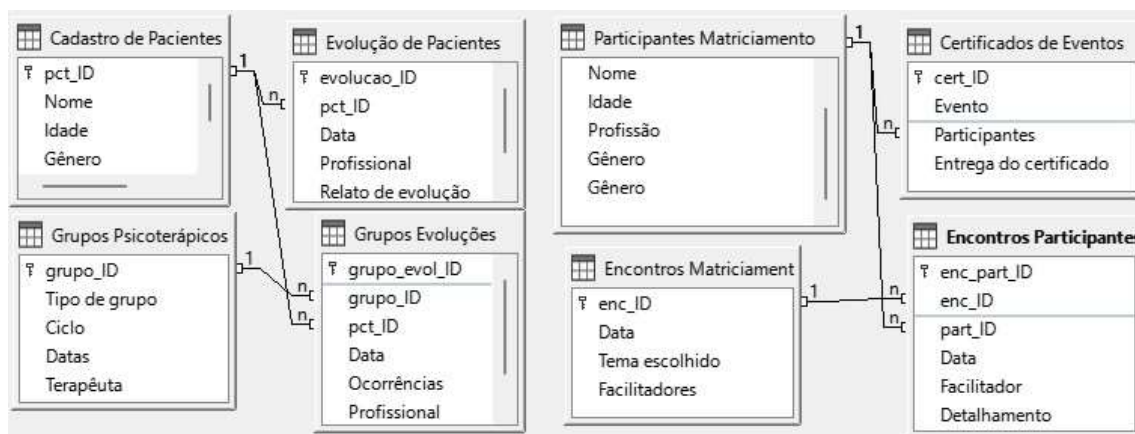 Cadastro de Pacientes
pct_ID
Nome
Idade
Gênero
1
n
Evolução de Pacientes
evolucao_ID
pct_ID
Data
Profissional
Relato de evolução
Participantes Matriciamento
Nome
Idade
Profissão
Gênero
Gênero
1
n
Certificados de Eventos
cert_ID
Evento
Participantes
Entrega do certificado
Grupos Psicoterápicos
grupo_ID
Tipo de grupo
Ciclo
Datas
Terapêuta
1
n
n
Grupos Evoluções
grupo_evol_ID
grupo_ID
pct_ID
Data
Ocorrências
Profissional
Encontros Matriciament
enc_ID
Data
Tema escolhido
Facilitadores
1
n
n
Encontros Participantes
enc_part_ID
enc_ID
part_ID
Data
Facilitador
Detalhamento